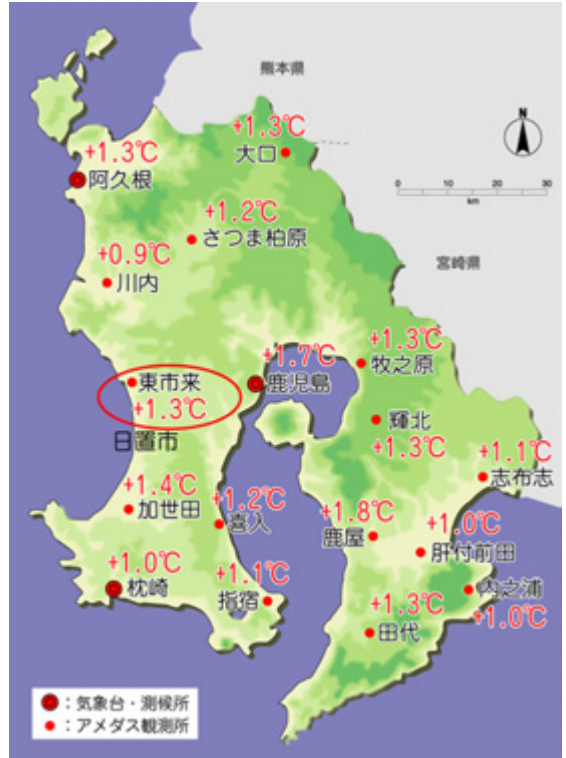 熊本県
+1.3℃
大口
N
+1.3℃
阿久根
0 10 20 30
km
+1.2℃
さつま柏原
+0.9℃
川内
宮崎県
+1.7℃
鹿児島
+1.3℃
牧之原
東市来
+1.3℃
日置市
輝北
+1.3℃
+1.1℃
志布志
+1.4℃
加世田
+1.2℃
喜入
+1.8℃
鹿屋
+1.0℃
肝付前田
+1.0℃
枕崎
+1.1℃
指宿
内之浦
+1.0℃
+1.3℃
田代
：気象台・測候所
：アメダス観測所